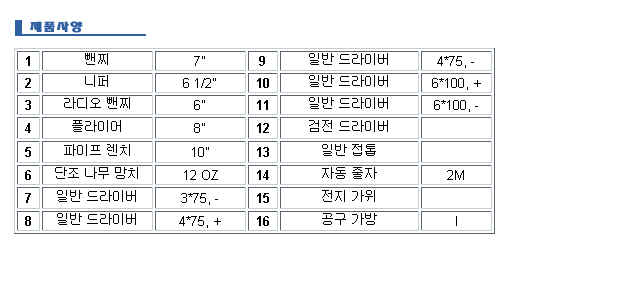 제품사양
1 뺀찌 7" 9 일반 드라이버 4*75, -
2 니퍼 6 1/2" 10 일반 드라이버 6*100, +
3 라디오 뺀찌 6" 11 일반 드라이버 6*100, -
4 플라이어 8" 12 검전 드라이버
5 파이프 렌치 10" 13 일반 접톱
6 단조 나무 망치 12 OZ 14 자동 줄자 2M
7 일반 드라이버 3*75, - 15 전지 가위
8 일반 드라이버 4*75, + 16 공구 가방 I